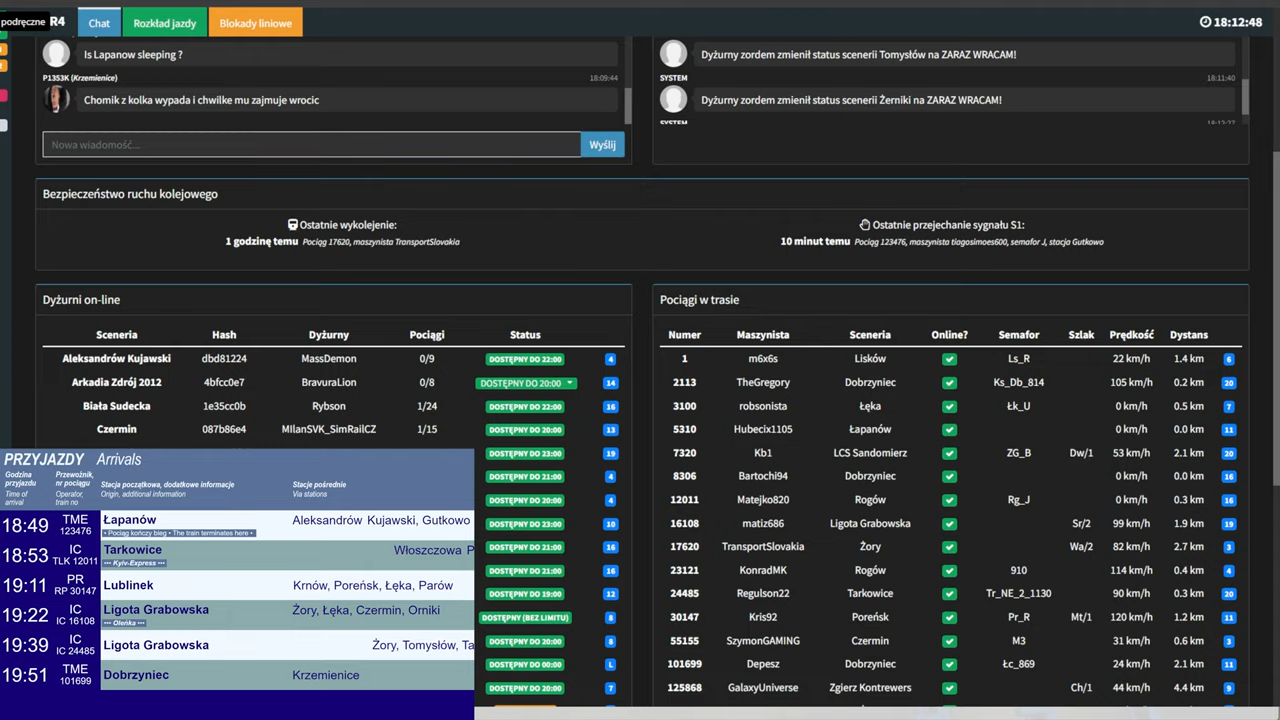 podręczne
R4
Chat
Rozkład jazdy
Blokady liniowe
18:12:48
Is Lapanow sleeping ?
P1353K (Krzemienice)
18:09:44
Chomik z kolka wypada i chwilke mu zajmuje wrocic
Nowa wiadomość...
Wyślij
Dyżurny zordem zmienił status scenerii Tomysłów na ZARAZ WRACAM!
SYSTEM
18:11:40
Dyżurny zordem zmienił status scenerii Żerniki na ZARAZ WRACAM!
SYSTEM
18:12:27
Bezpieczeństwo ruchu kolejowego
Ostatnie wykolejenie:
1 godzinę temu Pociąg 17620, maszynista TransportSlovakia
Ostatnie przejechanie sygnału S1:
10 minut temu Pociąg 123476, maszynista tiagosimoes600, semafor J, stacja Gutkowo
Dyżurni on-line
Sceneria Hash Dyżurny Pociągi Status
Aleksandrów Kujawski dbd81224 MassDemon 0/9 DOSTĘPNY DO 22:00 4
Arkadia Zdrój 2012 4bfcc0e7 BravuraLion 0/8 DOSTĘPNY DO 20:00 14
Biała Sudecka 1e35cc0b Rybson 1/24 DOSTĘPNY DO 22:00 16
Czermin 087b86e4 MIlanSVK_SimRailCZ 1/15 DOSTĘPNY DO 20:00 13
DOSTĘPNY DO 23:00 19
DOSTĘPNY DO 21:00 4
DOSTĘPNY DO 20:00 4
DOSTĘPNY DO 23:00 10
DOSTĘPNY DO 21:00 16
DOSTĘPNY DO 21:00 16
DOSTĘPNY DO 19:00 12
DOSTĘPNY (BEZ LIMITU) 8
DOSTĘPNY DO 20:00 8
DOSTĘPNY DO 00:00 L
DOSTĘPNY DO 20:00 7
PRZYJAZDY Arrivals
Godzina przyjazdu
Time of arrival
Przewoźnik, nr pociągu
Operator, train no
Stacja początkowa, dodatkowe informacje
Origin, additional information
Stacje pośrednie
Via stations
18:49 TME 123476 Łapanów Aleksandrów Kujawski, Gutkowo
• Pociąg kończy bieg • The train terminates here •
18:53 IC TLK 12011 Tarkowice Włoszczowa P
••• Kyiv-Express •••
19:11 PR RP 30147 Lublinek Krnów, Poreńsk, Łęka, Parów
19:22 IC IC 16108 Ligota Grabowska Żory, Łęka, Czermin, Orniki
••• Oleńka •••
19:39 IC IC 24485 Ligota Grabowska Żory, Tomysłów, Ta
19:51 TME 101699 Dobrzyniec Krzemienice
Pociągi w trasie
Numer Maszynista Sceneria Online? Semafor Szlak Prędkość Dystans
1 m6x6s Lisków Ls_R 22 km/h 1.4 km 6
2113 TheGregory Dobrzyniec Ks_Db_814 105 km/h 0.2 km 20
3100 robsonista Łęka Łk_U 0 km/h 0.5 km 7
5310 Hubecix1105 Łapanów 0 km/h 0.0 km 11
7320 Kb1 LCS Sandomierz ZG_B Dw/1 53 km/h 2.1 km 20
8306 Bartochi94 Dobrzyniec 0 km/h 0.0 km 16
12011 Matejko820 Rogów Rg_J 0 km/h 0.3 km 16
16108 matiz686 Ligota Grabowska Sr/2 99 km/h 1.9 km 19
17620 TransportSlovakia Żory Wa/2 82 km/h 2.7 km 3
23121 KonradMK Rogów 910 114 km/h 0.4 km 4
24485 Regulson22 Tarkowice Tr_NE_2_1130 90 km/h 0.3 km 20
30147 Kris92 Poreńsk Pr_R Mt/1 120 km/h 1.2 km 11
55155 SzymonGAMING Czermin M3 31 km/h 0.6 km 3
101699 Depesz Dobrzyniec Łc_869 24 km/h 2.1 km 11
125868 GalaxyUniverse Zgierz Kontrewers Ch/1 44 km/h 4.4 km 9